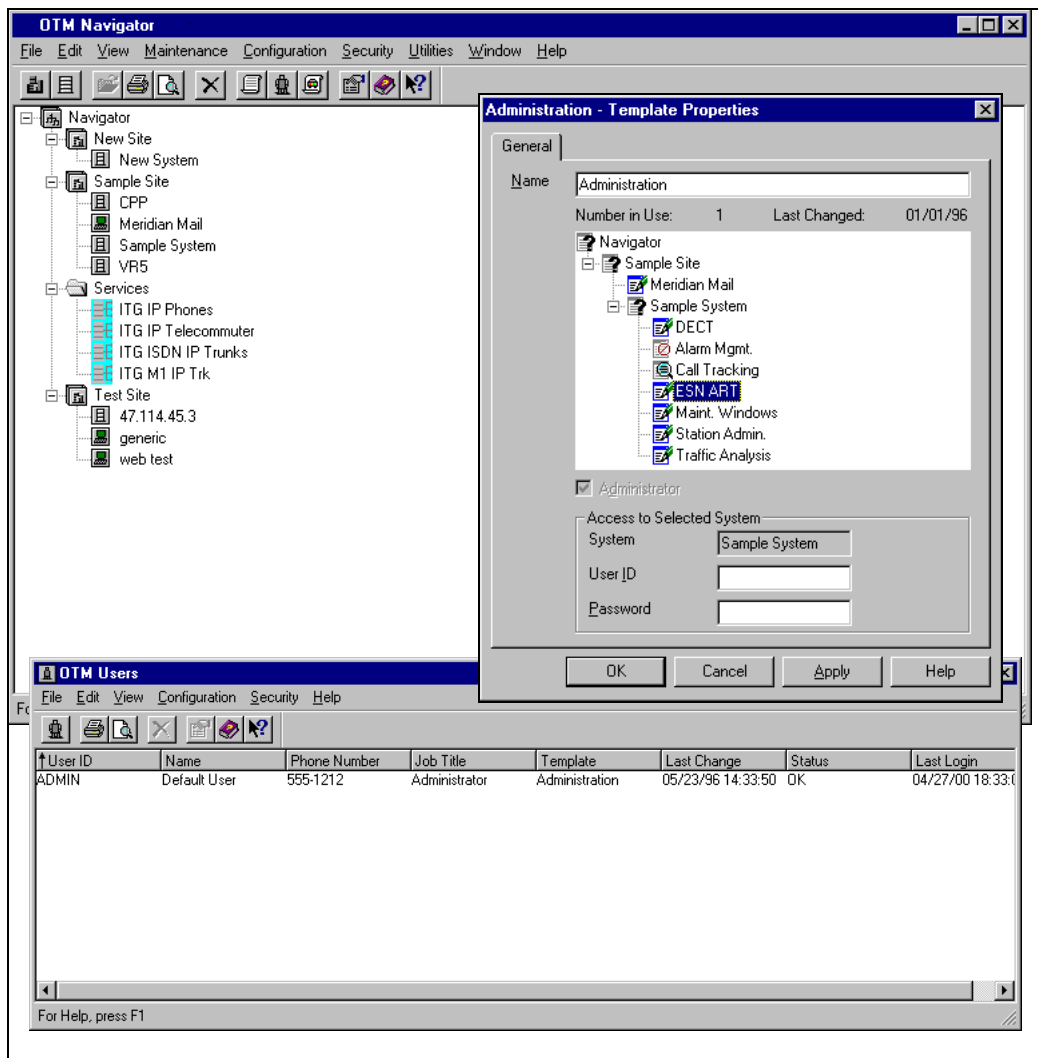 OTM Navigator
File Edit View Maintenance Configuration Security Utilities Window Help
Navigator
New Site
New System
Sample Site
CPP
Meridian Mail
Sample System
VR5
Services
ITG IP Phones
ITG IP Telecommuter
ITG ISDN IP Trunks
ITG M1 IP Trk
Test Site
47.114.45.3
generic
web test
Administration - Template Properties
General
Name Administration
Number in Use: 1 Last Changed: 01/01/96
Navigator
Sample Site
Meridian Mail
Sample System
DECT
Alarm Mgmt.
Call Tracking
ESN ART
Maint. Windows
Station Admin.
Traffic Analysis
Administrator
Access to Selected System
System Sample System
User ID
Password
OK Cancel Apply Help
OTM Users
File Edit View Configuration Security Help
User ID Name Phone Number Job Title Template Last Change Status Last Login
ADMIN Default User 555-1212 Administrator Administration 05/23/96 14:33:50 OK 04/27/00 18:33:
For Help, press F1